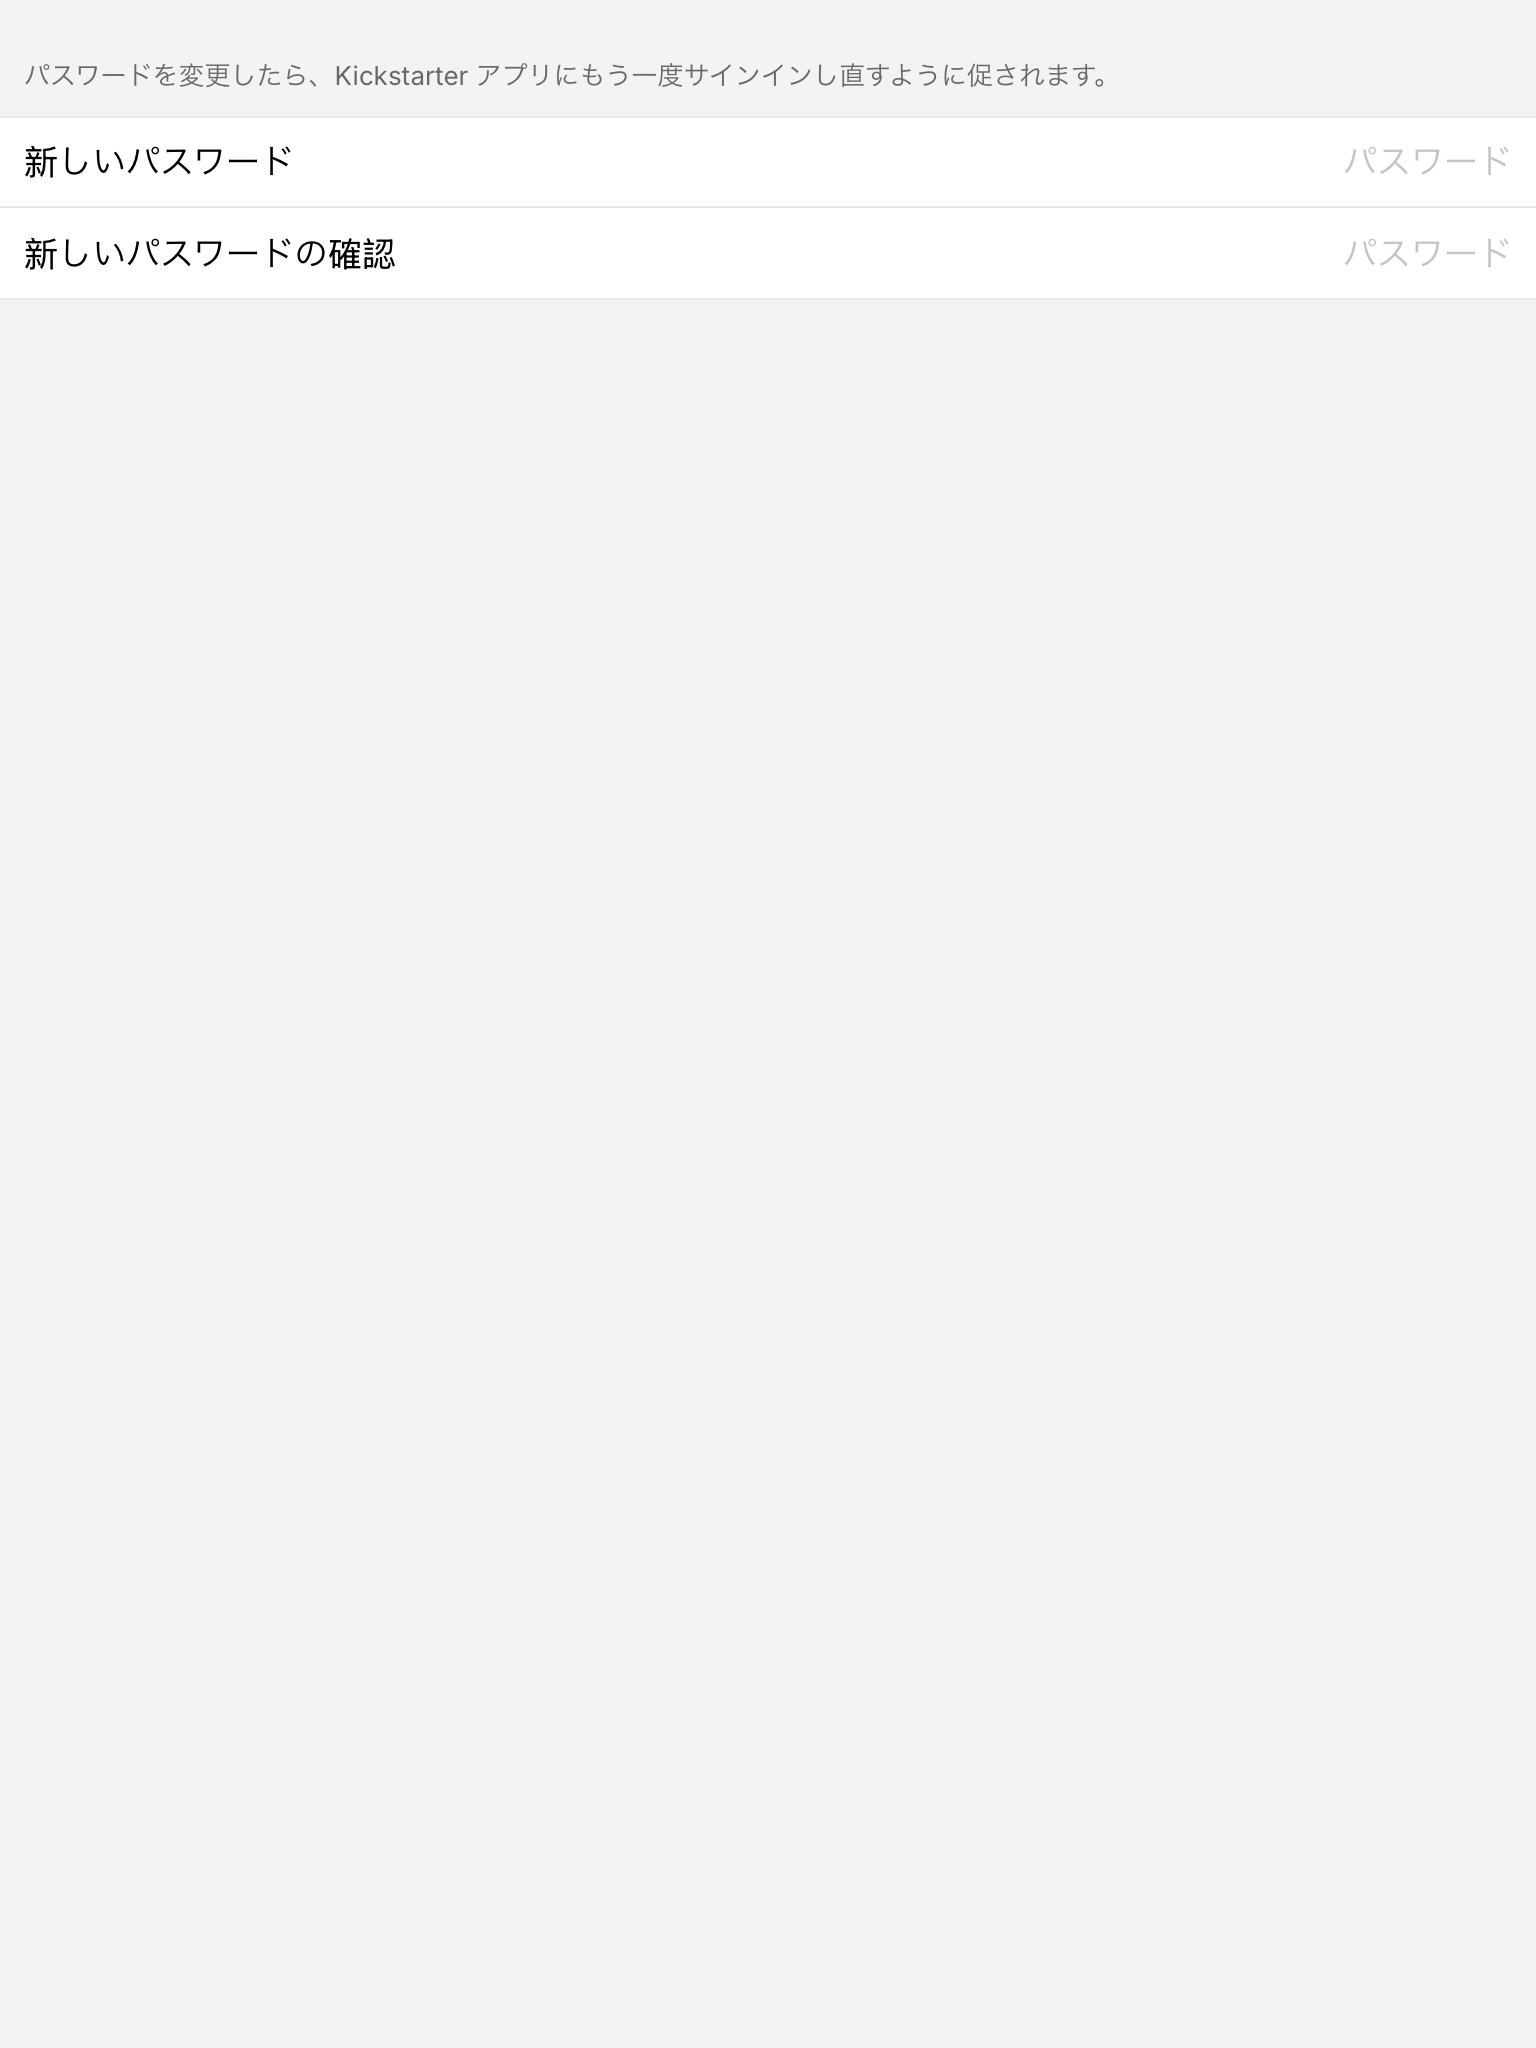 パスワードを変更したら、Kickstarter アプリにもう一度サインインし直すように促されます。
新しいパスワード パスワード
新しいパスワードの確認 パスワード